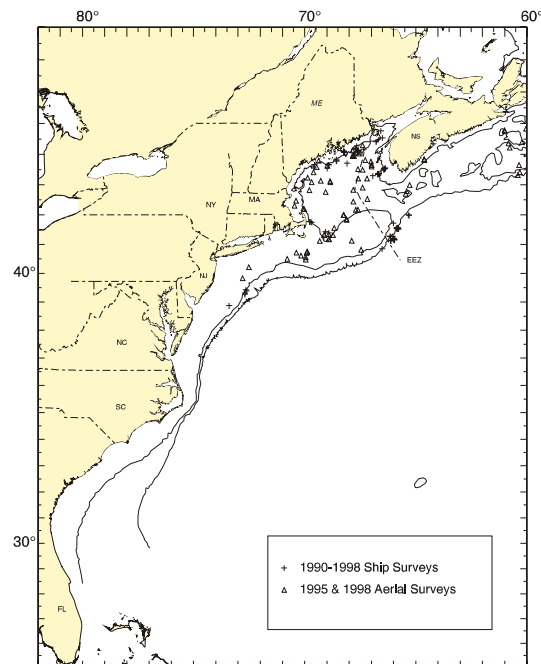 80° 70° 60°
ME
NS
NY MA
EEZ
40° NJ
NC
SC
30°
+ 1990-1998 Ship Surveys
△ 1995 & 1998 Aerial Surveys
FL